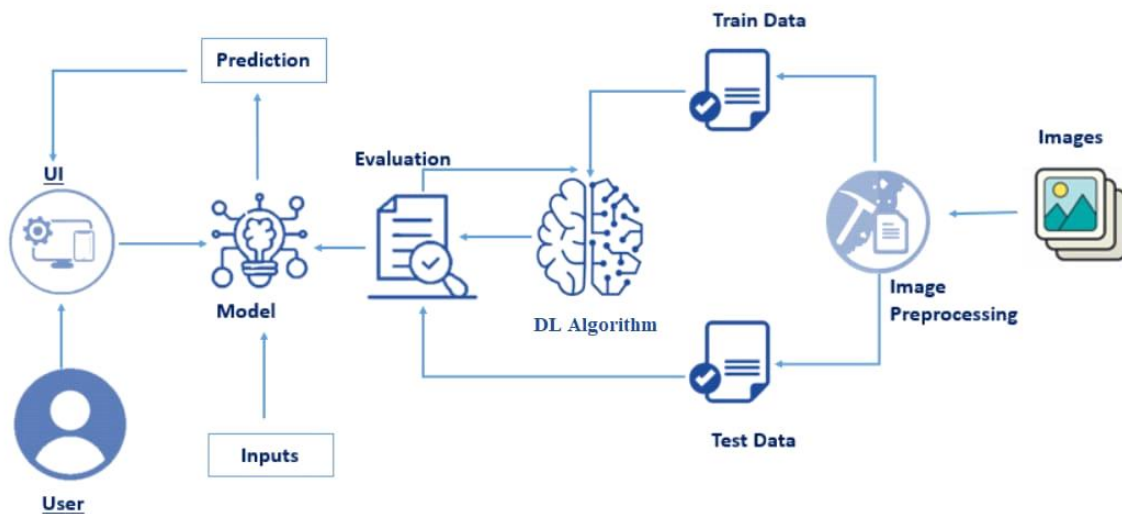 Train Data
Prediction
Images
Evaluation
UI
Image
Preprocessing
Model
DL Algorithm
Test Data
Inputs
User